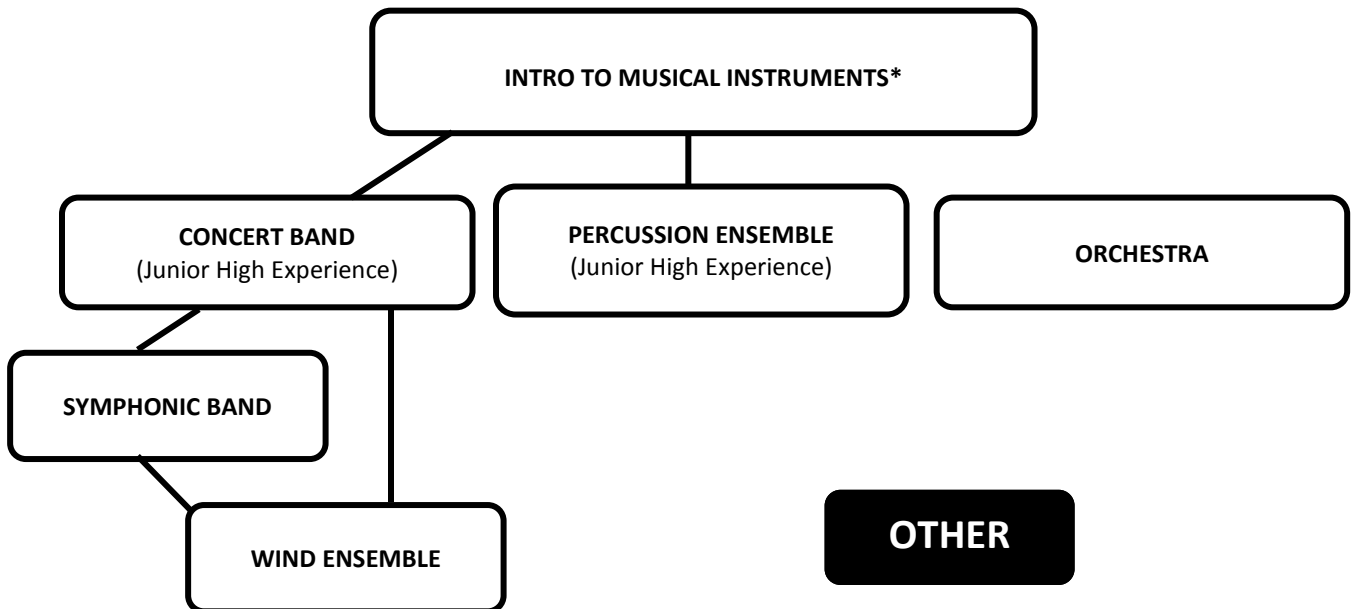 INTRO TO MUSICAL INSTRUMENTS*
CONCERT BAND
(Junior High Experience)
PERCUSSION ENSEMBLE
(Junior High Experience)
ORCHESTRA
SYMPHONIC BAND
WIND ENSEMBLE
OTHER